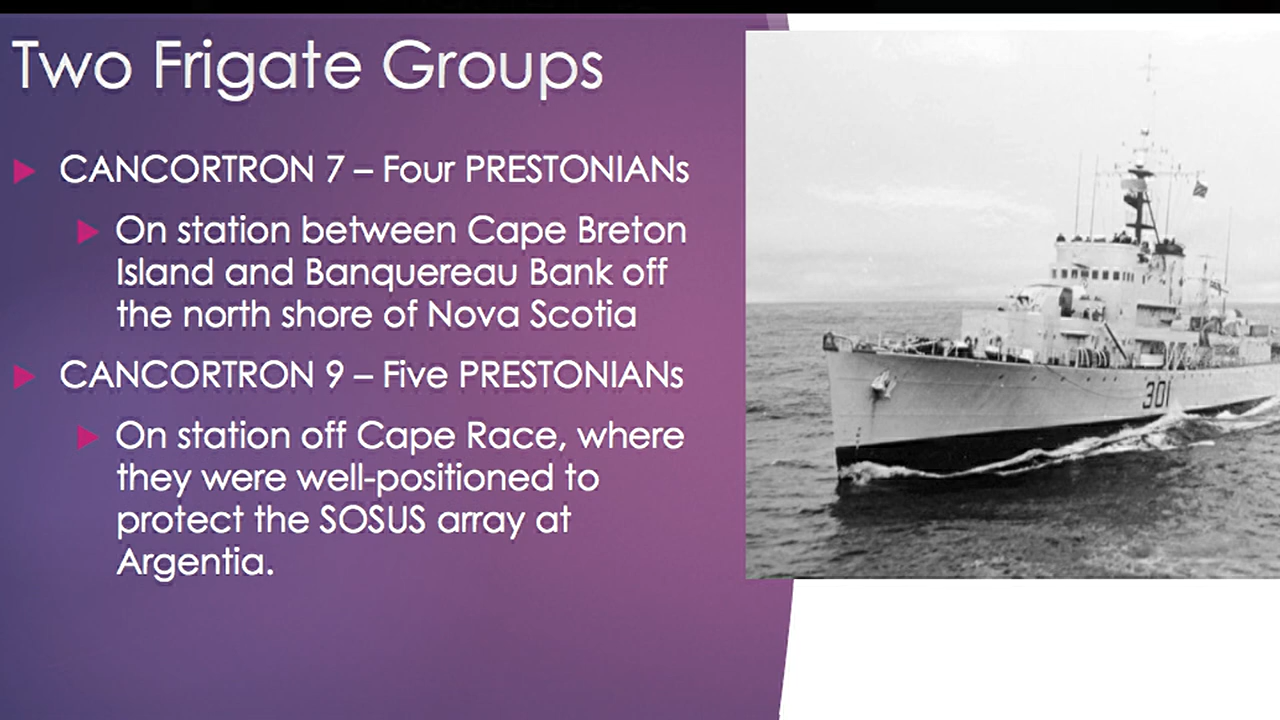 Two Frigate Groups
CANCORTRON 7 – Four PRESTONIANs
On station between Cape Breton
Island and Banquereau Bank off
the north shore of Nova Scotia
CANCORTRON 9 – Five PRESTONIANs
On station off Cape Race, where
they were well-positioned to
protect the SOSUS array at
Argentia.
301